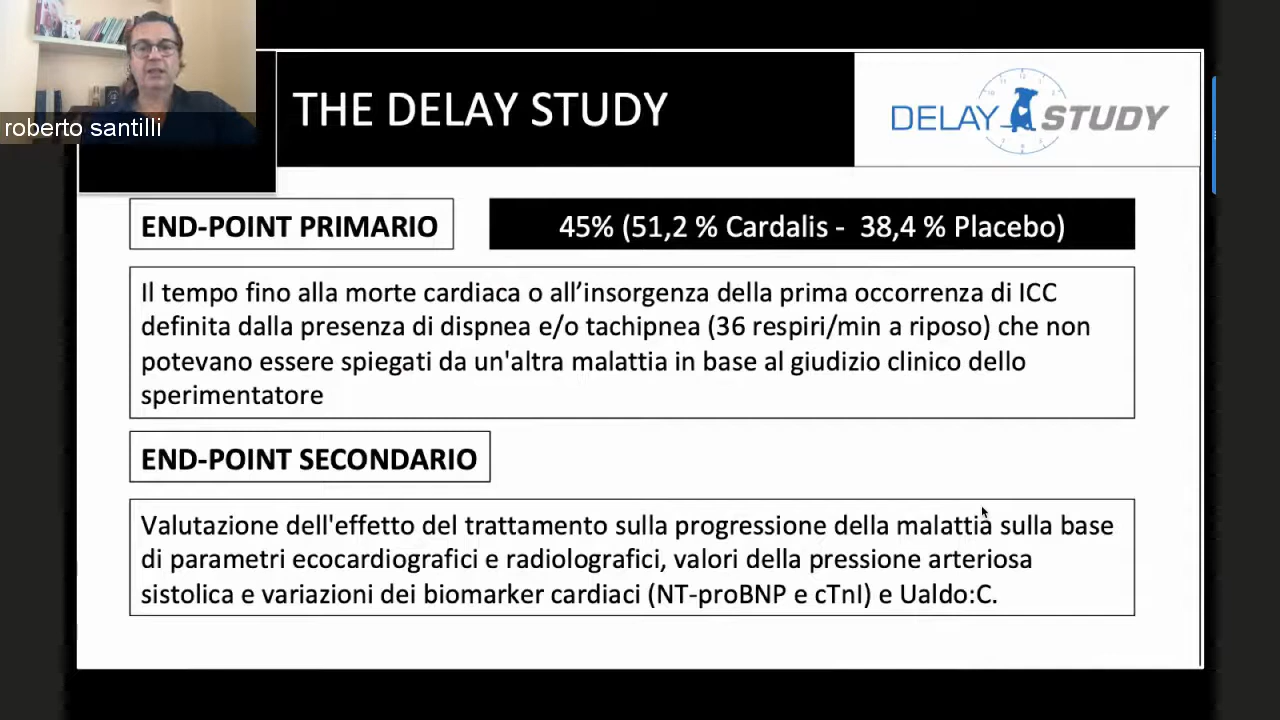 roberto santilli
THE DELAY STUDY
DELAY STUDY
END-POINT PRIMARIO
45% (51,2 % Cardalis - 38,4 % Placebo)
Il tempo fino alla morte cardiaca o all’insorgenza della prima occorrenza di ICC
definita dalla presenza di dispnea e/o tachipnea (36 respiri/min a riposo) che non
potevano essere spiegati da un'altra malattia in base al giudizio clinico dello
sperimentatore
END-POINT SECONDARIO
Valutazione dell'effetto del trattamento sulla progressione della malattia sulla base
di parametri ecocardiografici e radiolografici, valori della pressione arteriosa
sistolica e variazioni dei biomarker cardiaci (NT-proBNP e cTnI) e Ualdo:C.